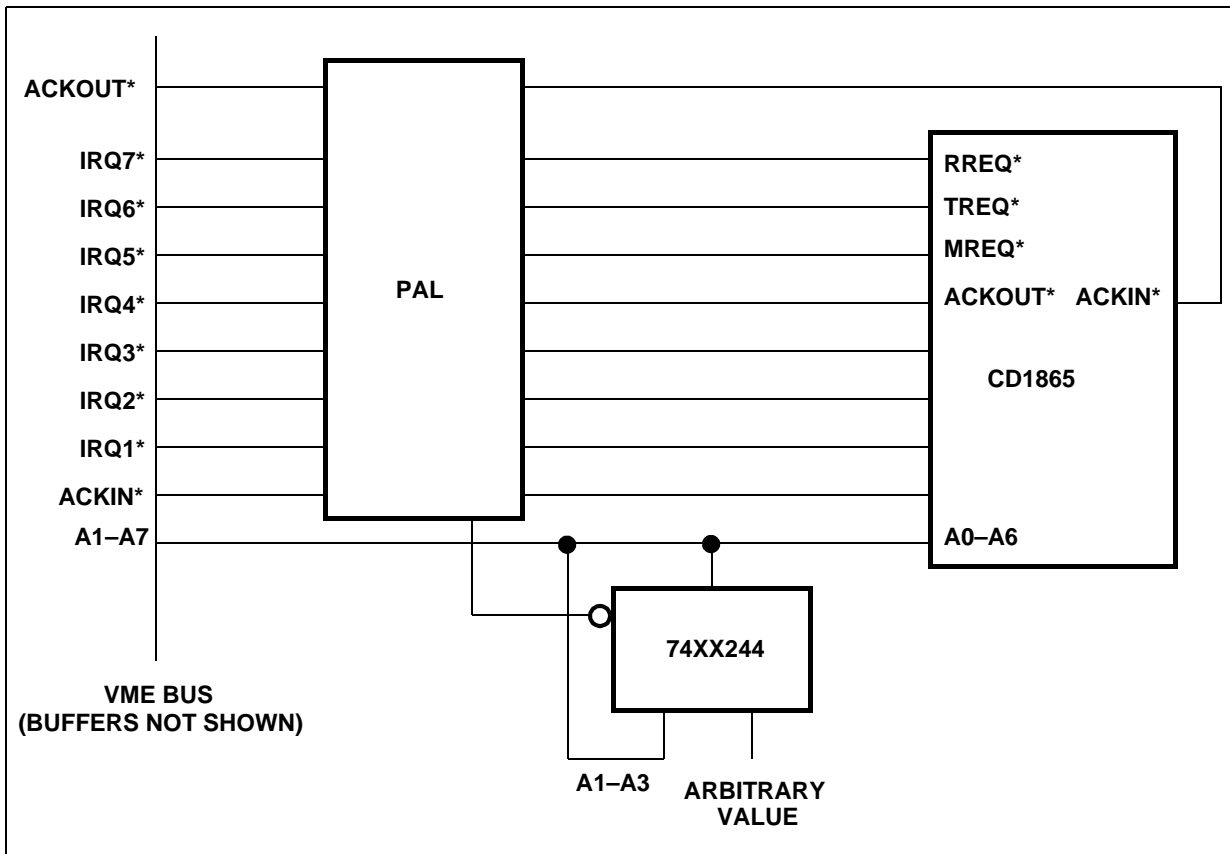 ACKOUT*
IRQ7*
IRQ6*
IRQ5*
IRQ4*
IRQ3*
IRQ2*
IRQ1*
ACKIN*
A1–A7
PAL
RREQ*
TREQ*
MREQ*
ACKOUT* ACKIN*
CD1865
A0–A6
74XX244
VME BUS
(BUFFERS NOT SHOWN)
A1–A3
ARBITRARY
VALUE